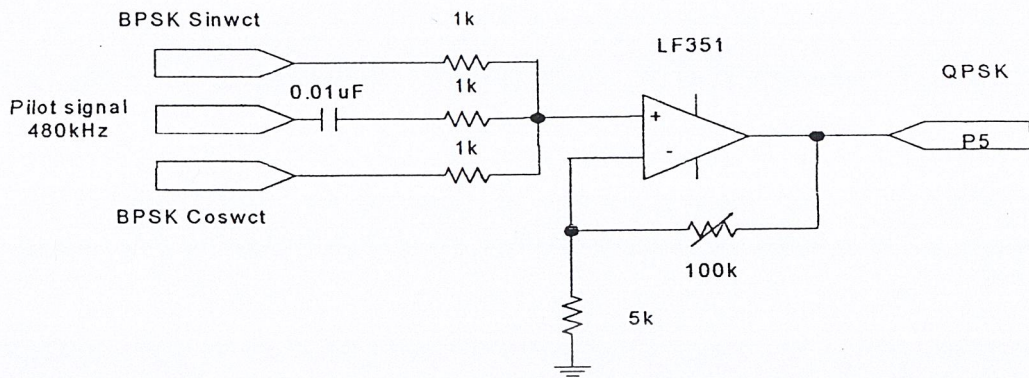 BPSK Sinwct
1k
LF351
QPSK
Pilot signal
480kHz
0.01uF
1k
+
P5
1k
-
BPSK Coswct
100k
5k